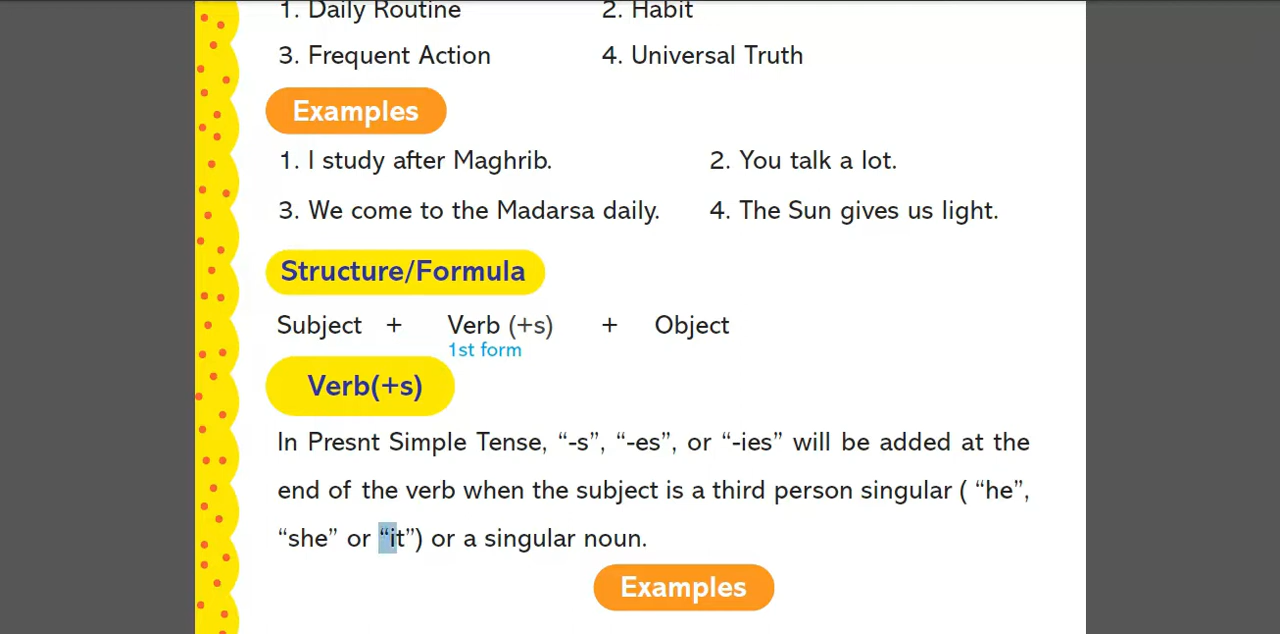 1. Daily Routine 2. Habit
3. Frequent Action 4. Universal Truth
Examples
1. I study after Maghrib. 2. You talk a lot.
3. We come to the Madarsa daily. 4. The Sun gives us light.
Structure/Formula
Subject + Verb (+s) + Object
1st form
Verb(+s)
In Presnt Simple Tense, “-s”, “-es”, or “-ies” will be added at the
end of the verb when the subject is a third person singular ( “he”,
“she” or “it”) or a singular noun.
Examples